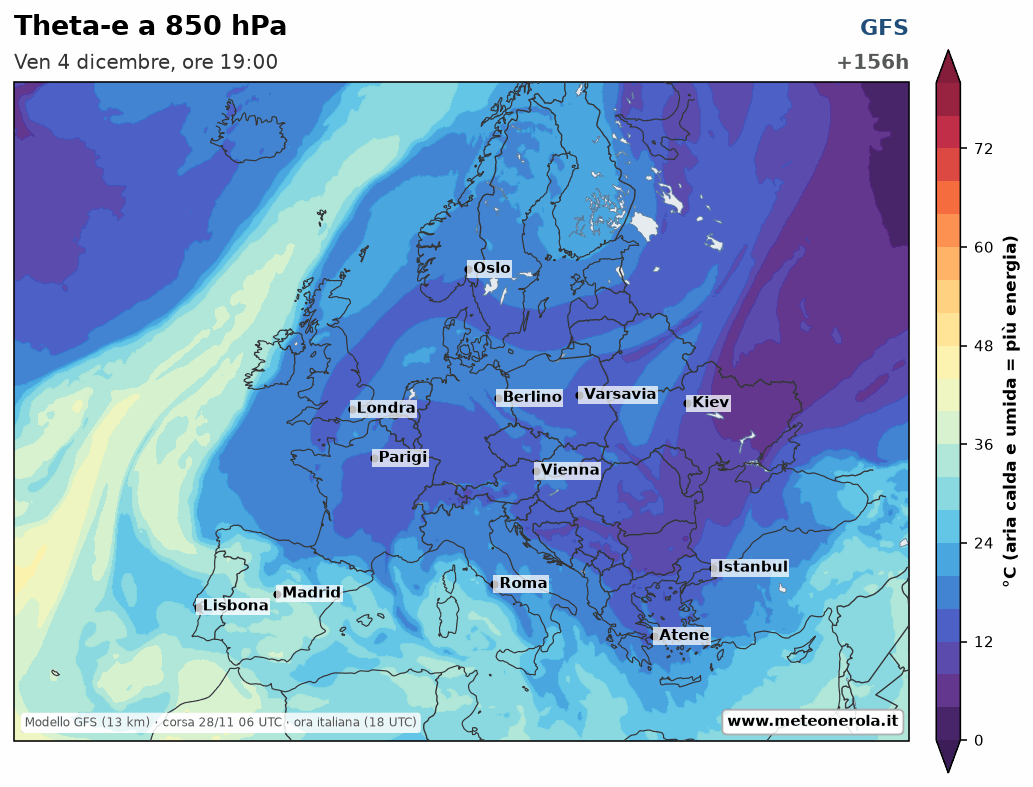 Theta-e a 850 hPa
GFS
Ven 4 dicembre, ore 19:00
+156h
72
60
48
36
24
12
0
°C (aria calda e umida = più energia)
Oslo
Berlino
Varsavia
Kiev
Londra
Parigi
Vienna
Istanbul
Roma
Madrid
Lisbona
Atene
Modello GFS (13 km) · corsa 28/11 06 UTC · ora italiana (18 UTC)
www.meteonerola.it